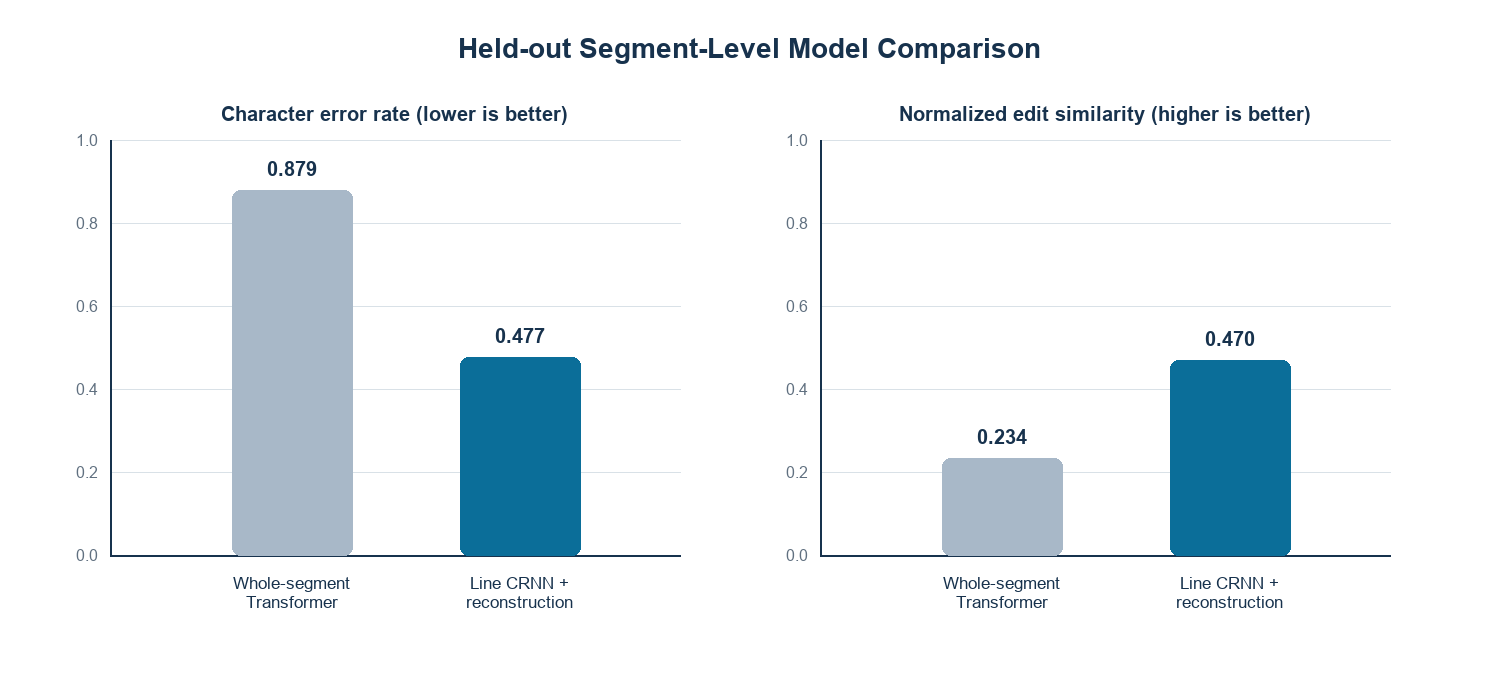 Held-out Segment-Level Model Comparison
Character error rate (lower is better)
1.0
0.8
0.6
0.4
0.2
0.0
0.879
0.477
Whole-segment
Transformer
Line CRNN +
reconstruction
Normalized edit similarity (higher is better)
1.0
0.8
0.6
0.4
0.2
0.0
0.234
0.470
Whole-segment
Transformer
Line CRNN +
reconstruction